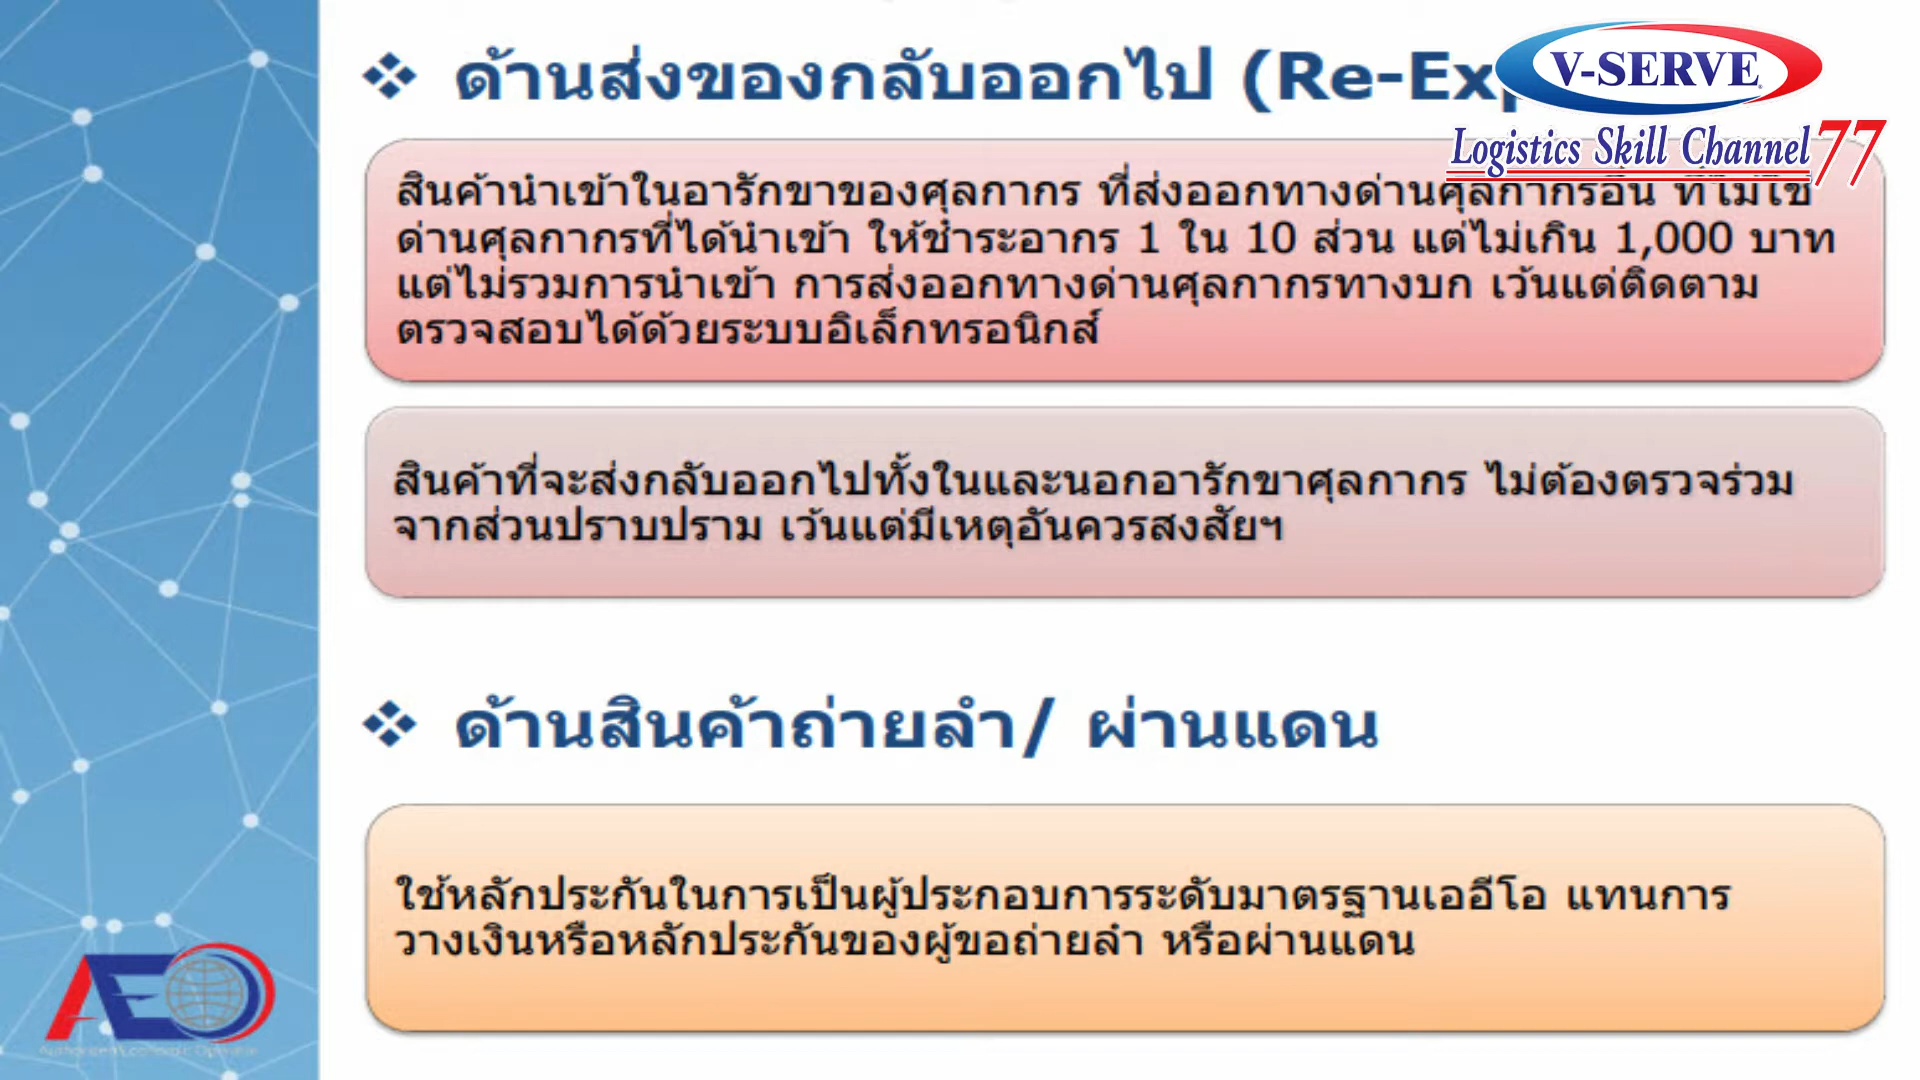 ❖ ด้านส่งของกลับออกไป (Re-Exp
V-SERVE
Logistics Skill Channel 77
สินค้านำเข้าในอารักขาของศุลกากร ที่ส่งออกทางด่านศุลกากรอื่น ที่ไม่ใช่
ด่านศุลกากรที่ได้นำเข้า ให้ชำระอากร 1 ใน 10 ส่วน แต่ไม่เกิน 1,000 บาท
แต่ไม่รวมการนำเข้า การส่งออกทางด่านศุลกากรทางบก เว้นแต่ติดตาม
ตรวจสอบได้ด้วยระบบอิเล็กทรอนิกส์
สินค้าที่จะส่งกลับออกไปทั้งในและนอกอารักขาศุลกากร ไม่ต้องตรวจร่วม
จากส่วนปราบปราม เว้นแต่มีเหตุอันควรสงสัยฯ
❖ ด้านสินค้าถ่ายลำ/ ผ่านแดน
ใช้หลักประกันในการเป็นผู้ประกอบการระดับมาตรฐานเออีโอ แทนการ
วางเงินหรือหลักประกันของผู้ขอถ่ายลำ หรือผ่านแดน
AEO
Authorized Economic Operator